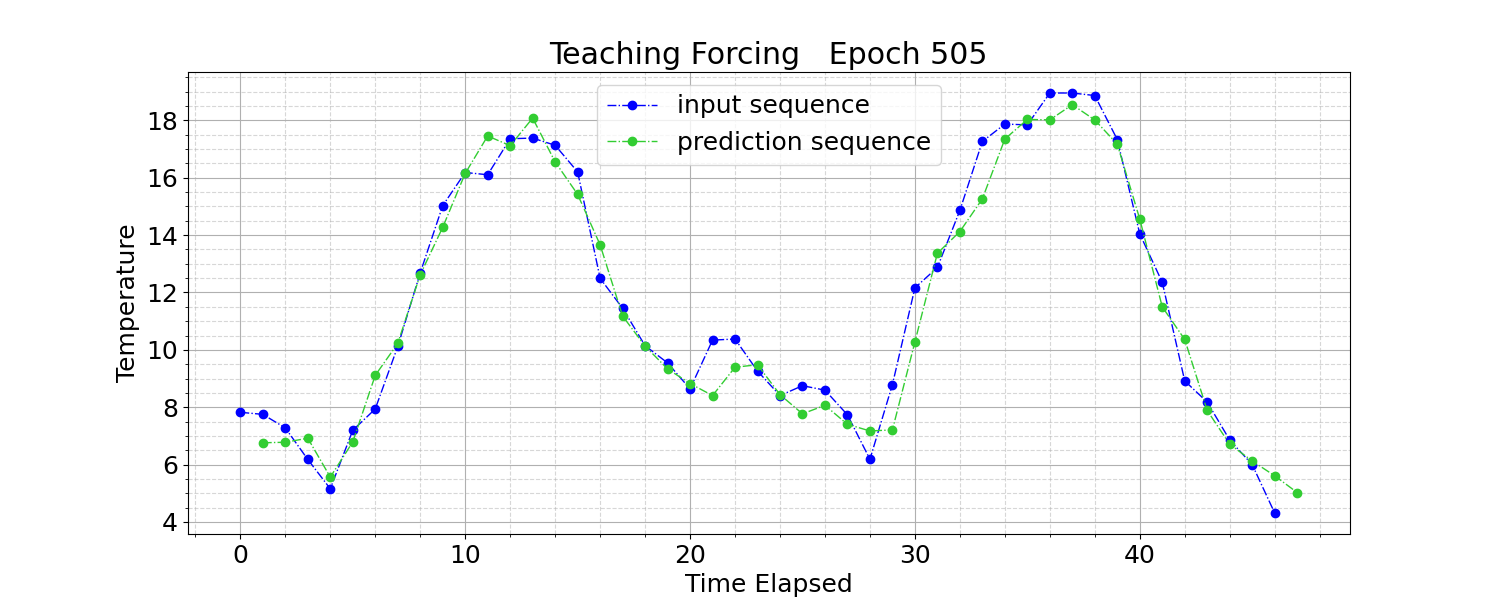 Teaching Forcing   Epoch 505
input sequence
prediction sequence
Temperature
18
16
14
12
10
8
6
4
0 10 20 30 40
Time Elapsed